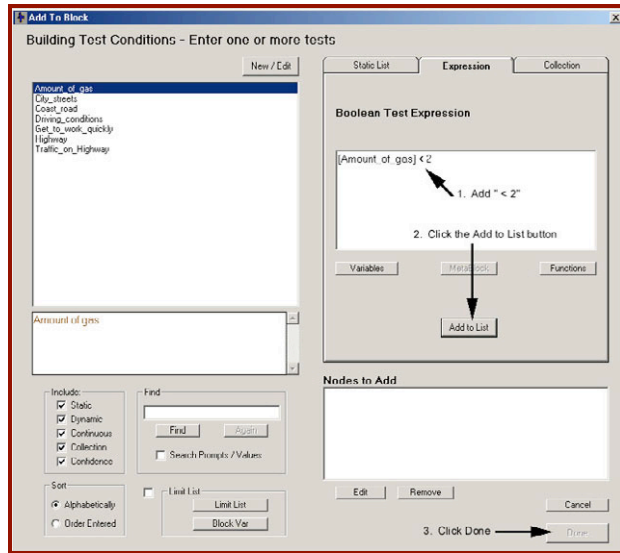 Add To Block
Building Test Conditions - Enter one or more tests
New / Edit
Amount_of_gas
City_streets
Coast_road
Driving_conditions
Get_to_work_quickly
Highway
Traffic_on_Highway
Amount of gas
Include:
Static
Dynamic
Continuous
Collection
Confidence
Find
Find
Again
Search Prompts / Values
Sort
Alphabetically
Order Entered
Limit List
Limit List
Block Var
Static List
Expression
Collection
Boolean Test Expression
[Amount_of_gas] < 2
1. Add " < 2"
2. Click the Add to List button
Variables
MetaBlock
Functions
Add to List
Nodes to Add
Edit
Remove
Cancel
3. Click Done
Done